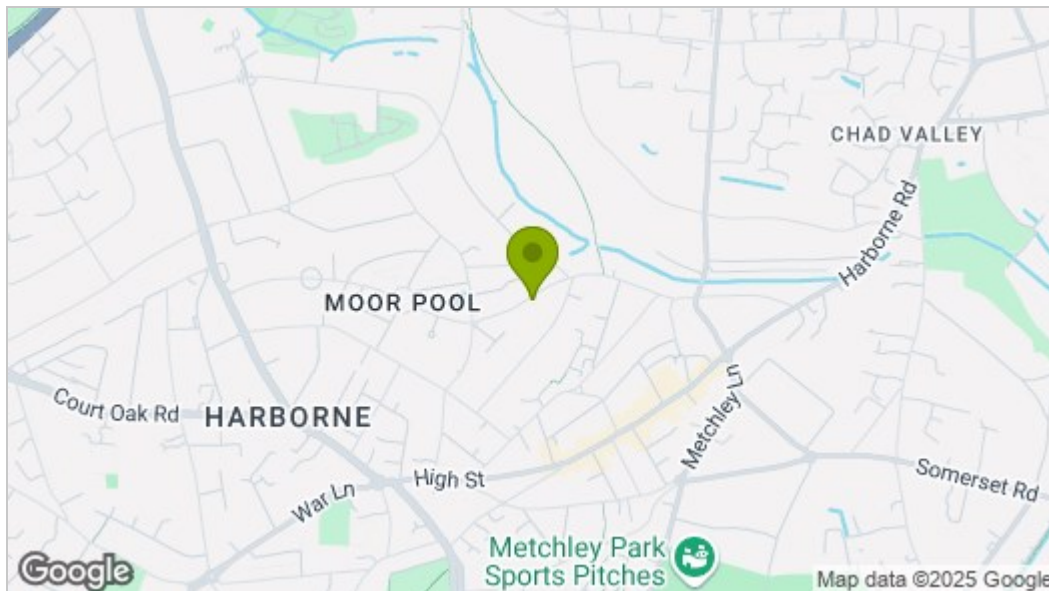 CHAD VALLEY
Harborne Rd
MOOR POOL
Court Oak Rd
HARBORNE
Metchley Ln
High St
War Ln
Somerset Rd
Metchley Park
Sports Pitches
Google
Map data ©2025 Google